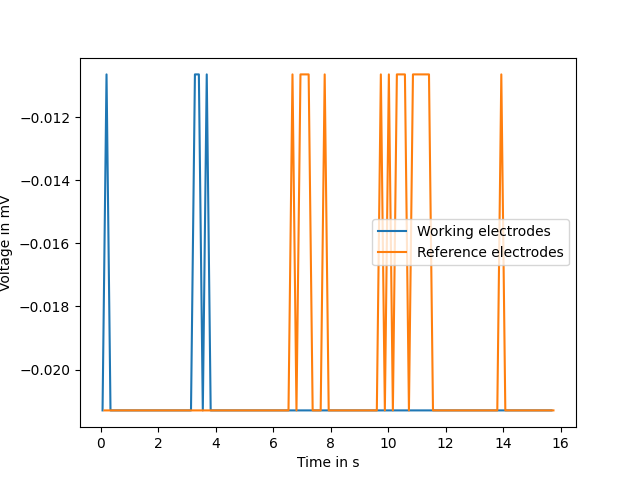 −0.012
−0.014
−0.016
−0.018
−0.020
Voltage in mV
Working electrodes
Reference electrodes
0 2 4 6 8 10 12 14 16
Time in s